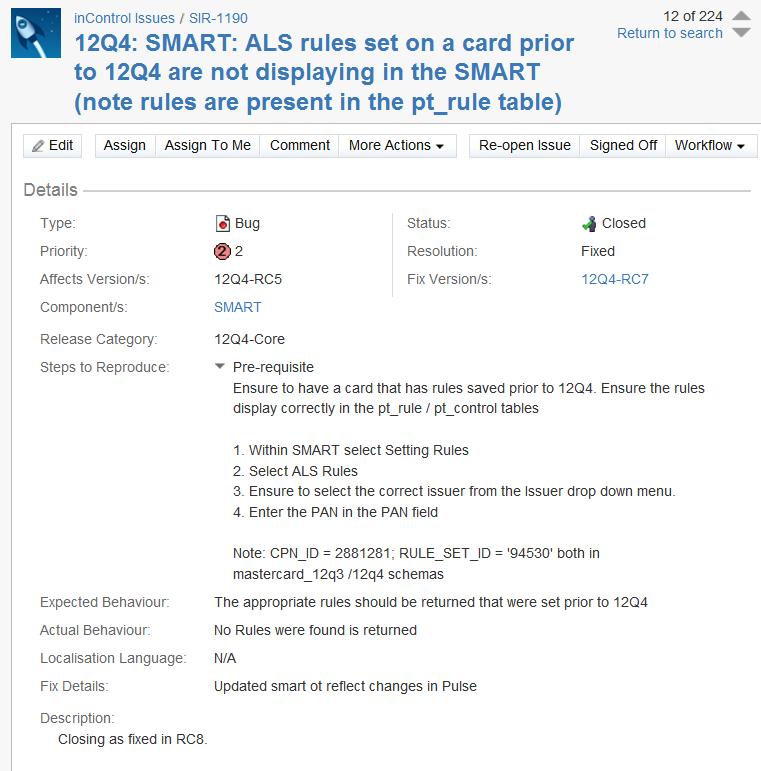 inControl Issues / SIR-1190
12 of 224
Return to search
12Q4: SMART: ALS rules set on a card prior
to 12Q4 are not displaying in the SMART
(note rules are present in the pt_rule table)
Edit Assign Assign To Me Comment More Actions Re-open Issue Signed Off Workflow
Details
Type: Bug Status: Closed
Priority: 2 2 Resolution: Fixed
Affects Version/s: 12Q4-RC5 Fix Version/s: 12Q4-RC7
Component/s: SMART
Release Category: 12Q4-Core
Steps to Reproduce: Pre-requisite
Ensure to have a card that has rules saved prior to 12Q4. Ensure the rules
display correctly in the pt_rule / pt_control tables
1. Within SMART select Setting Rules
2. Select ALS Rules
3. Ensure to select the correct issuer from the Issuer drop down menu.
4. Enter the PAN in the PAN field
Note: CPN_ID = 2881281; RULE_SET_ID = '94530' both in
mastercard_12q3 /12q4 schemas
Expected Behaviour: The appropriate rules should be returned that were set prior to 12Q4
Actual Behaviour: No Rules were found is returned
Localisation Language: N/A
Fix Details: Updated smart ot reflect changes in Pulse
Description:
Closing as fixed in RC8.